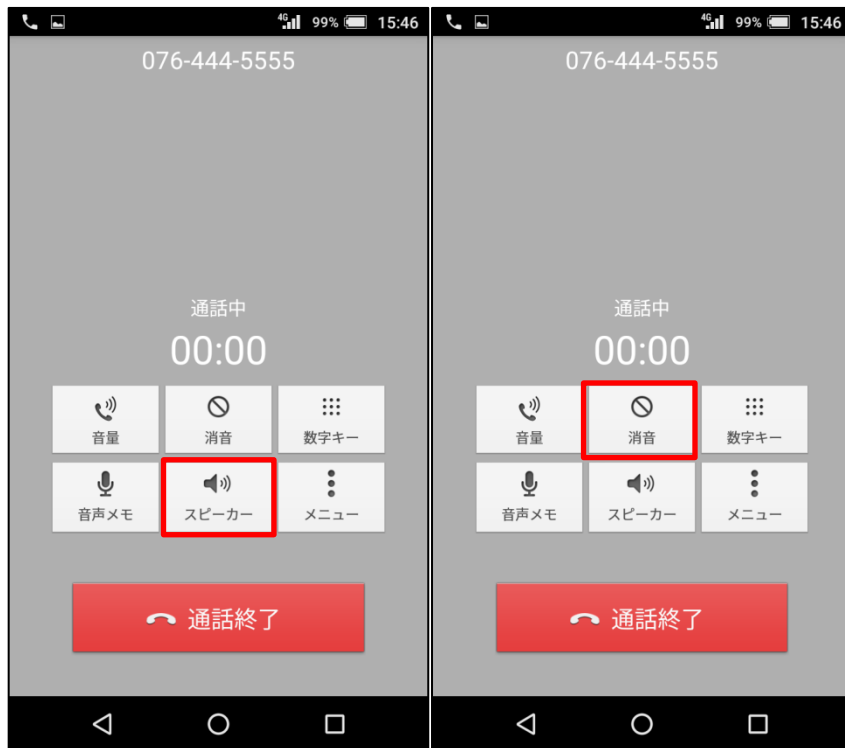 4G 99% 15:46
076-444-5555
通話中
00:00
音量 消音 数字キー
音声メモ スピーカー メニュー
通話終了
4G 99% 15:46
076-444-5555
通話中
00:00
音量 消音 数字キー
音声メモ スピーカー メニュー
通話終了